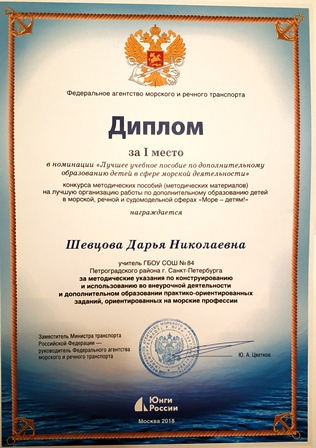 Федеральное агентство морского и речного транспорта
Диплом
за I место
в номинации «Лучшее учебное пособие по дополнительному
образованию детей в сфере морской деятельности»
конкурса методических пособий (методических материалов)
на лучшую организацию работы по дополнительному образованию детей
в морской, речной и судомодельной сферах «Море – детям!»
награждается
Шевцова Дарья Николаевна
учитель ГБОУ СОШ № 84
Петроградского района г. Санкт-Петербурга
за методические указания по конструированию
и использованию во внеурочной деятельности
и дополнительном образовании практико-ориентированных
заданий, ориентированных на морские профессии
Заместитель Министра транспорта
Российской Федерации —
руководитель Федерального агентства
морского и речного транспорта
Ю. А. Цветков
Юнги
России
Москва 2018